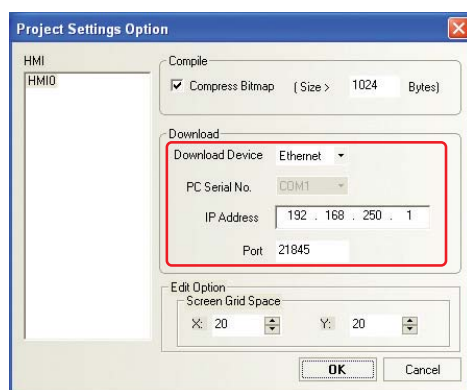 Project Settings Option
HMI
HMI0
Compile
Compress Bitmap ( Size > 1024 Bytes)
Download
Download Device Ethernet
PC Serial No. COM1
IP Address 192 . 168 . 250 . 1
Port 21845
Edit Option
Screen Grid Space
X: 20 Y: 20
OK Cancel